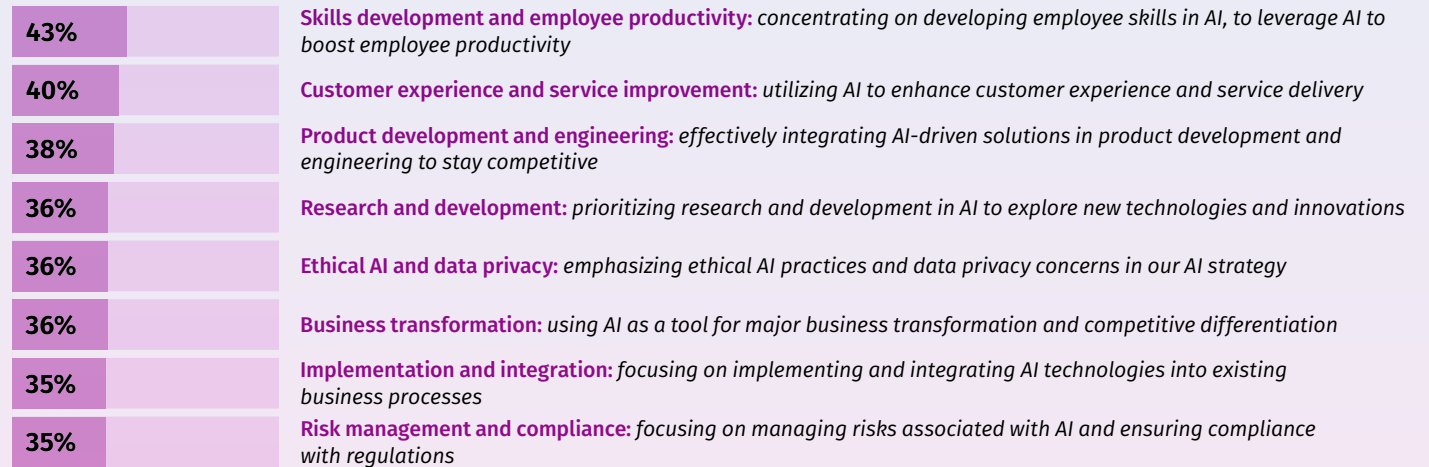 43%
Skills development and employee productivity: concentrating on developing employee skills in AI, to leverage AI to
boost employee productivity
40%
Customer experience and service improvement: utilizing AI to enhance customer experience and service delivery
38%
Product development and engineering: effectively integrating AI-driven solutions in product development and
engineering to stay competitive
36%
Research and development: prioritizing research and development in AI to explore new technologies and innovations
36%
Ethical AI and data privacy: emphasizing ethical AI practices and data privacy concerns in our AI strategy
36%
Business transformation: using AI as a tool for major business transformation and competitive differentiation
35%
Implementation and integration: focusing on implementing and integrating AI technologies into existing
business processes
35%
Risk management and compliance: focusing on managing risks associated with AI and ensuring compliance
with regulations